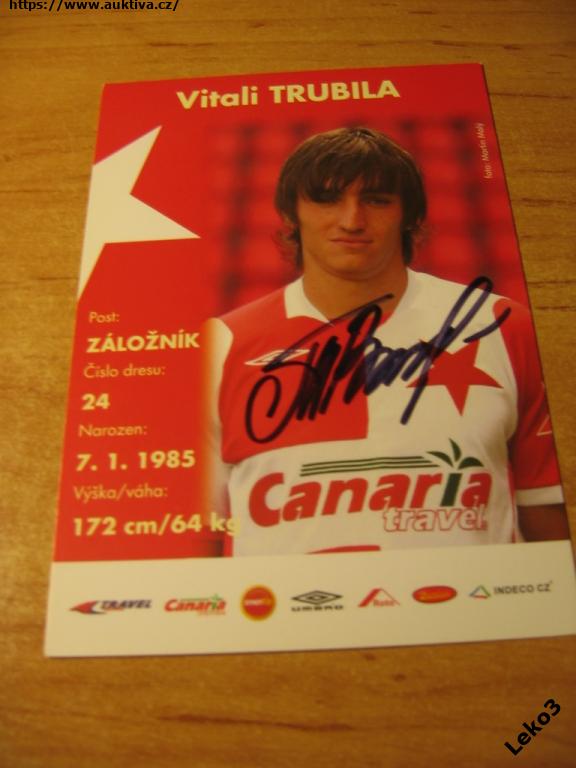 https://www.auktiva.cz/
Vitali TRUBILA
foto: Martin Malý
Post:
ZÁLOŽNÍK
Číslo dresu:
24
Narozen:
7. 1. 1985
Výška/váha:
172 cm/64 kg
Canaria
travel
TRAVEL
Canaria
UMBRO
INDECO CZ
Leko3